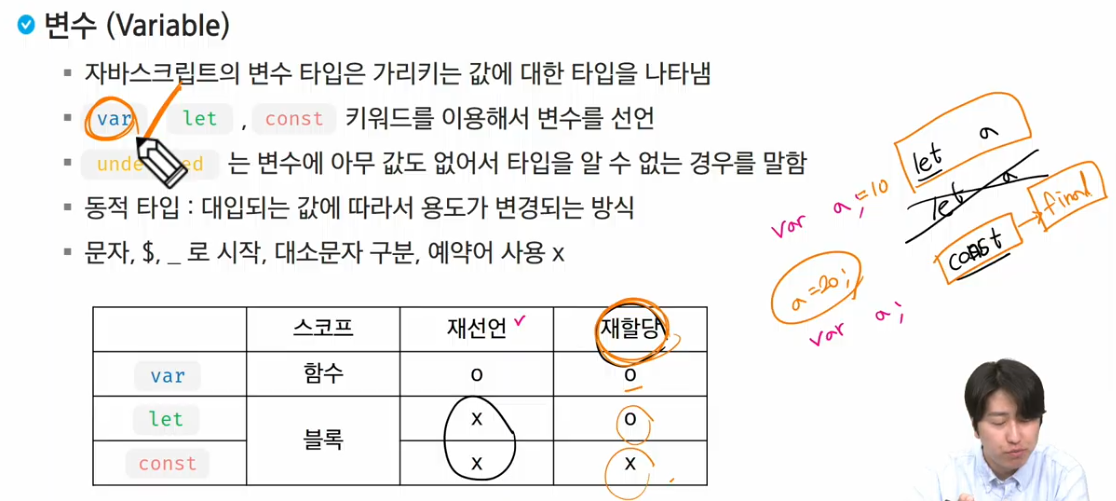 변수 (Variable)
자바스크립트의 변수 타입은 가리키는 값에 대한 타입을 나타냄
var let , const 키워드를 이용해서 변수를 선언
unde ed 는 변수에 아무 값도 없어서 타입을 알 수 없는 경우를 말함
동적 타입 : 대입되는 값에 따라서 용도가 변경되는 방식
문자, $, _ 로 시작, 대소문자 구분, 예약어 사용 x
let a
let a
var a;=10
const final
a=20;
var a;
스코프 재선언 재할당
var 함수 o o
let 블록 x o
const x x